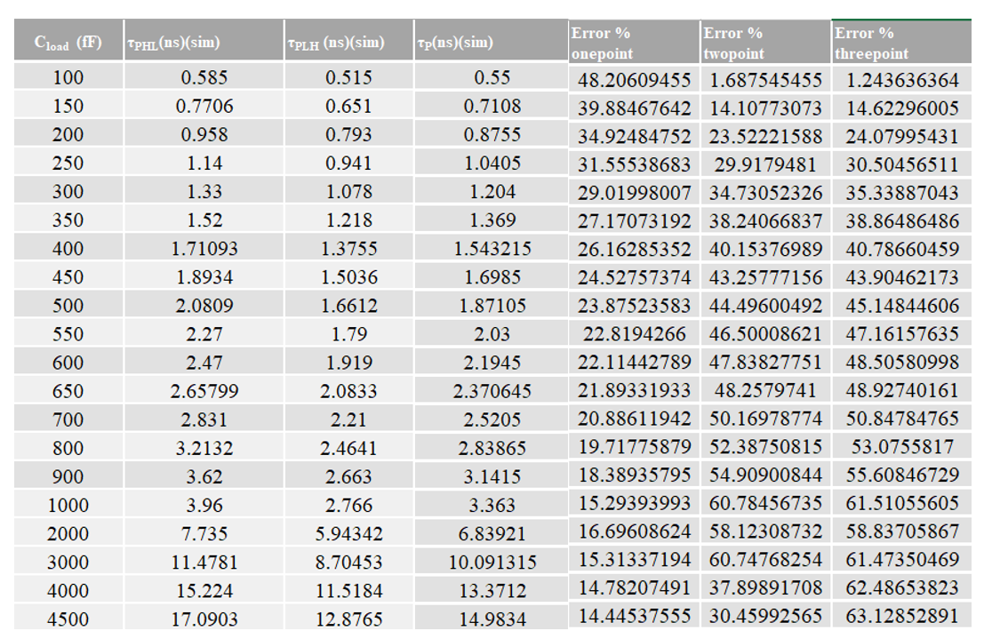 C_load (fF) τ_PHL(ns)(sim) τ_PLH (ns)(sim) τ_P(ns)(sim) Error % onepoint Error % twopoint Error % threepoint
100 0.585 0.515 0.55 48.20609455 1.687545455 1.243636364
150 0.7706 0.651 0.7108 39.88467642 14.10773073 14.62296005
200 0.958 0.793 0.8755 34.92484752 23.52221588 24.07995431
250 1.14 0.941 1.0405 31.55538683 29.9179481 30.50456511
300 1.33 1.078 1.204 29.01998007 34.73052326 35.33887043
350 1.52 1.218 1.369 27.17073192 38.24066837 38.86486486
400 1.71093 1.3755 1.543215 26.16285352 40.15376989 40.78660459
450 1.8934 1.5036 1.6985 24.52757374 43.25777156 43.90462173
500 2.0809 1.6612 1.87105 23.87523583 44.49600492 45.14844606
550 2.27 1.79 2.03 22.8194266 46.50008621 47.16157635
600 2.47 1.919 2.1945 22.11442789 47.83827751 48.50580998
650 2.65799 2.0833 2.370645 21.89331933 48.2579741 48.92740161
700 2.831 2.21 2.5205 20.88611942 50.16978774 50.84784765
800 3.2132 2.4641 2.83865 19.71775879 52.38750815 53.0755817
900 3.62 2.663 3.1415 18.38935795 54.90900844 55.60846729
1000 3.96 2.766 3.363 15.29393993 60.78456735 61.51055605
2000 7.735 5.94342 6.83921 16.69608624 58.12308732 58.83705867
3000 11.4781 8.70453 10.091315 15.31337194 60.74768254 61.47350469
4000 15.224 11.5184 13.3712 14.78207491 37.89891708 62.48653823
4500 17.0903 12.8765 14.9834 14.44537555 30.45992565 63.12852891